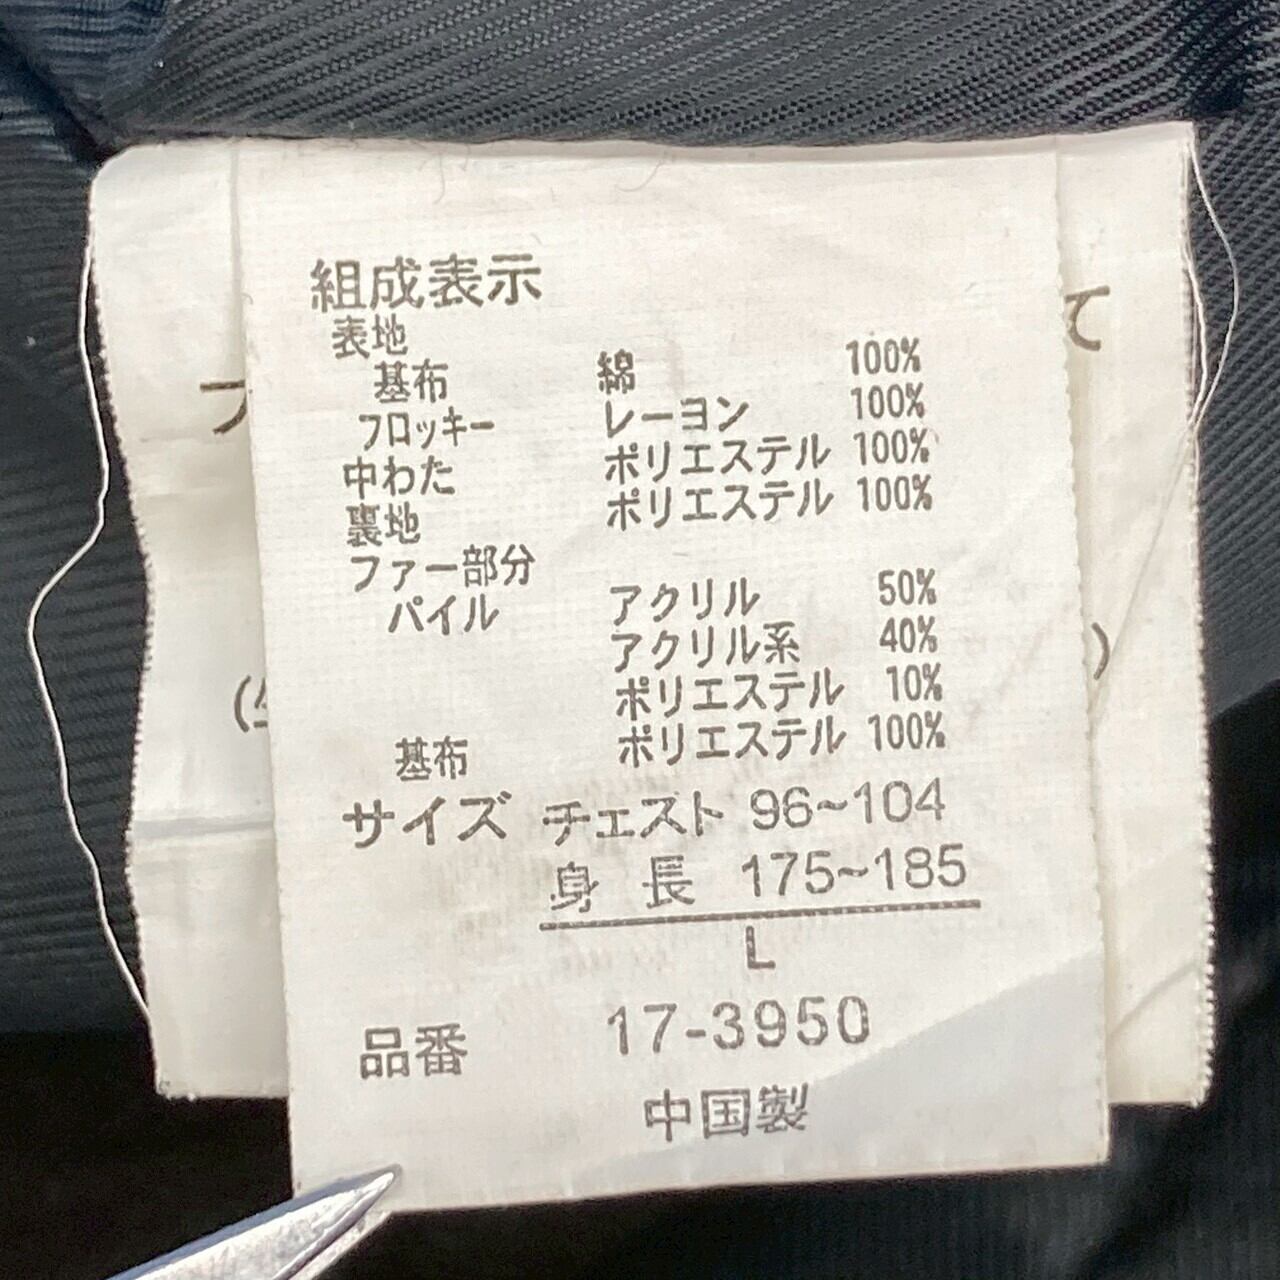 組成表示
表地
基布 綿 100%
フロッキー レーヨン 100%
中わた ポリエステル 100%
裏地 ポリエステル 100%
ファー部分
パイル アクリル 50%
アクリル系 40%
ポリエステル 10%
基布 ポリエステル 100%
サイズ チェスト 96~104
身長 175~185
L
品番 17-3950
中国製
て
)